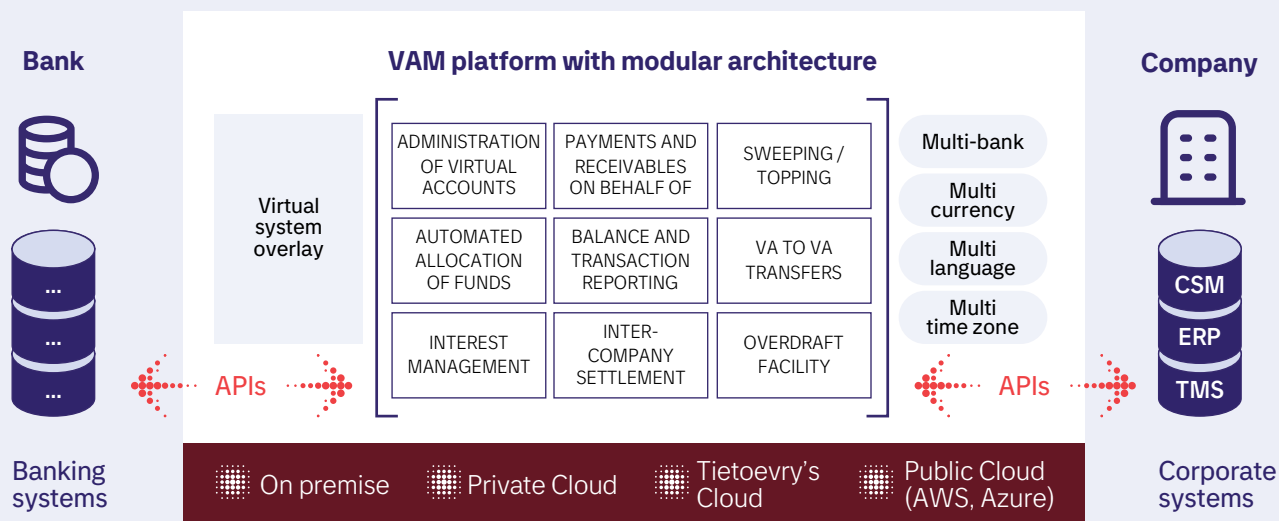 Bank
...
...
...
Banking
systems
VAM platform with modular architecture
Virtual
system
overlay
ADMINISTRATION
OF VIRTUAL
ACCOUNTS
PAYMENTS AND
RECEIVABLES
ON BEHALF OF
SWEEPING /
TOPPING
AUTOMATED
ALLOCATION
OF FUNDS
BALANCE AND
TRANSACTION
REPORTING
VA TO VA
TRANSFERS
INTEREST
MANAGEMENT
INTER-
COMPANY
SETTLEMENT
OVERDRAFT
FACILITY
Multi-bank
Multi
currency
Multi
language
Multi
time zone
APIs
APIs
On premise
Private Cloud
Tietoevry's
Cloud
Public Cloud
(AWS, Azure)
Company
CSM
ERP
TMS
Corporate
systems